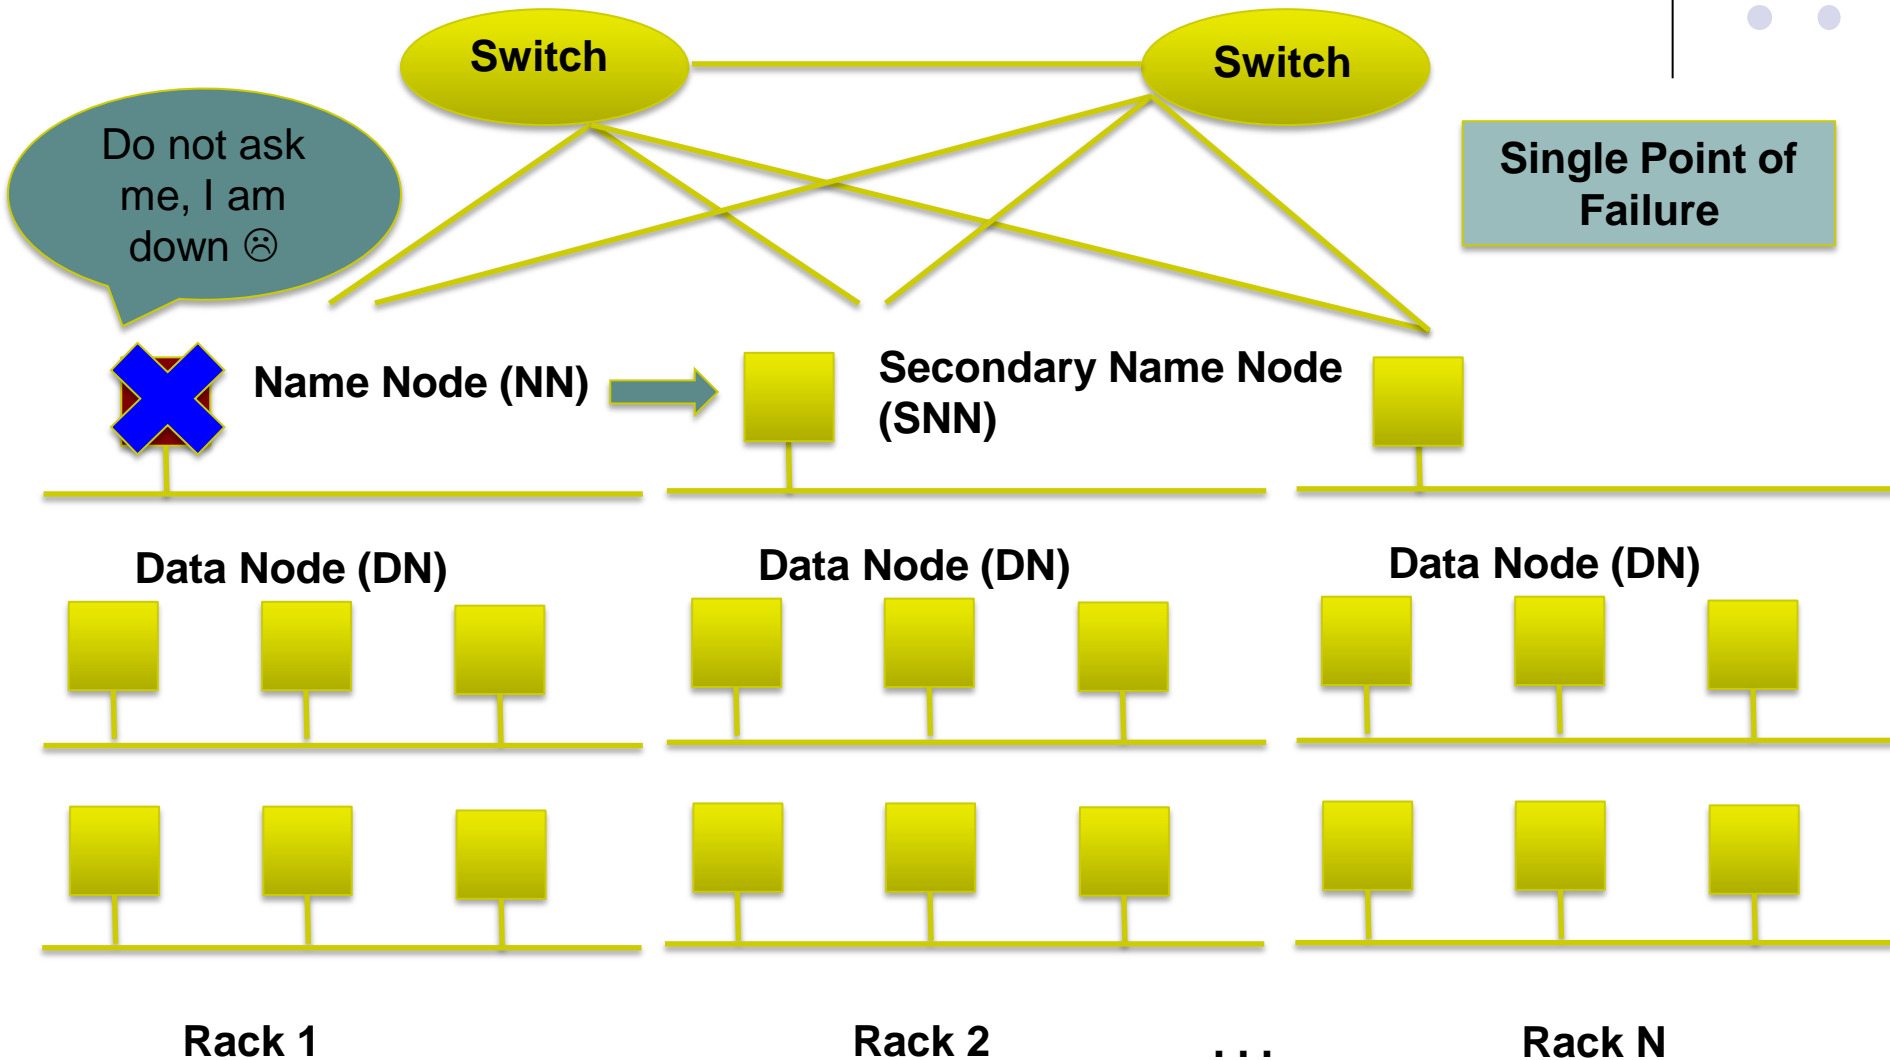 Switch
Switch
Do not ask
me, I am
down ☹
Single Point of
Failure
Name Node (NN)
Secondary Name Node
(SNN)
Data Node (DN)
Data Node (DN)
Data Node (DN)
Rack 1
Rack 2
. . .
Rack N